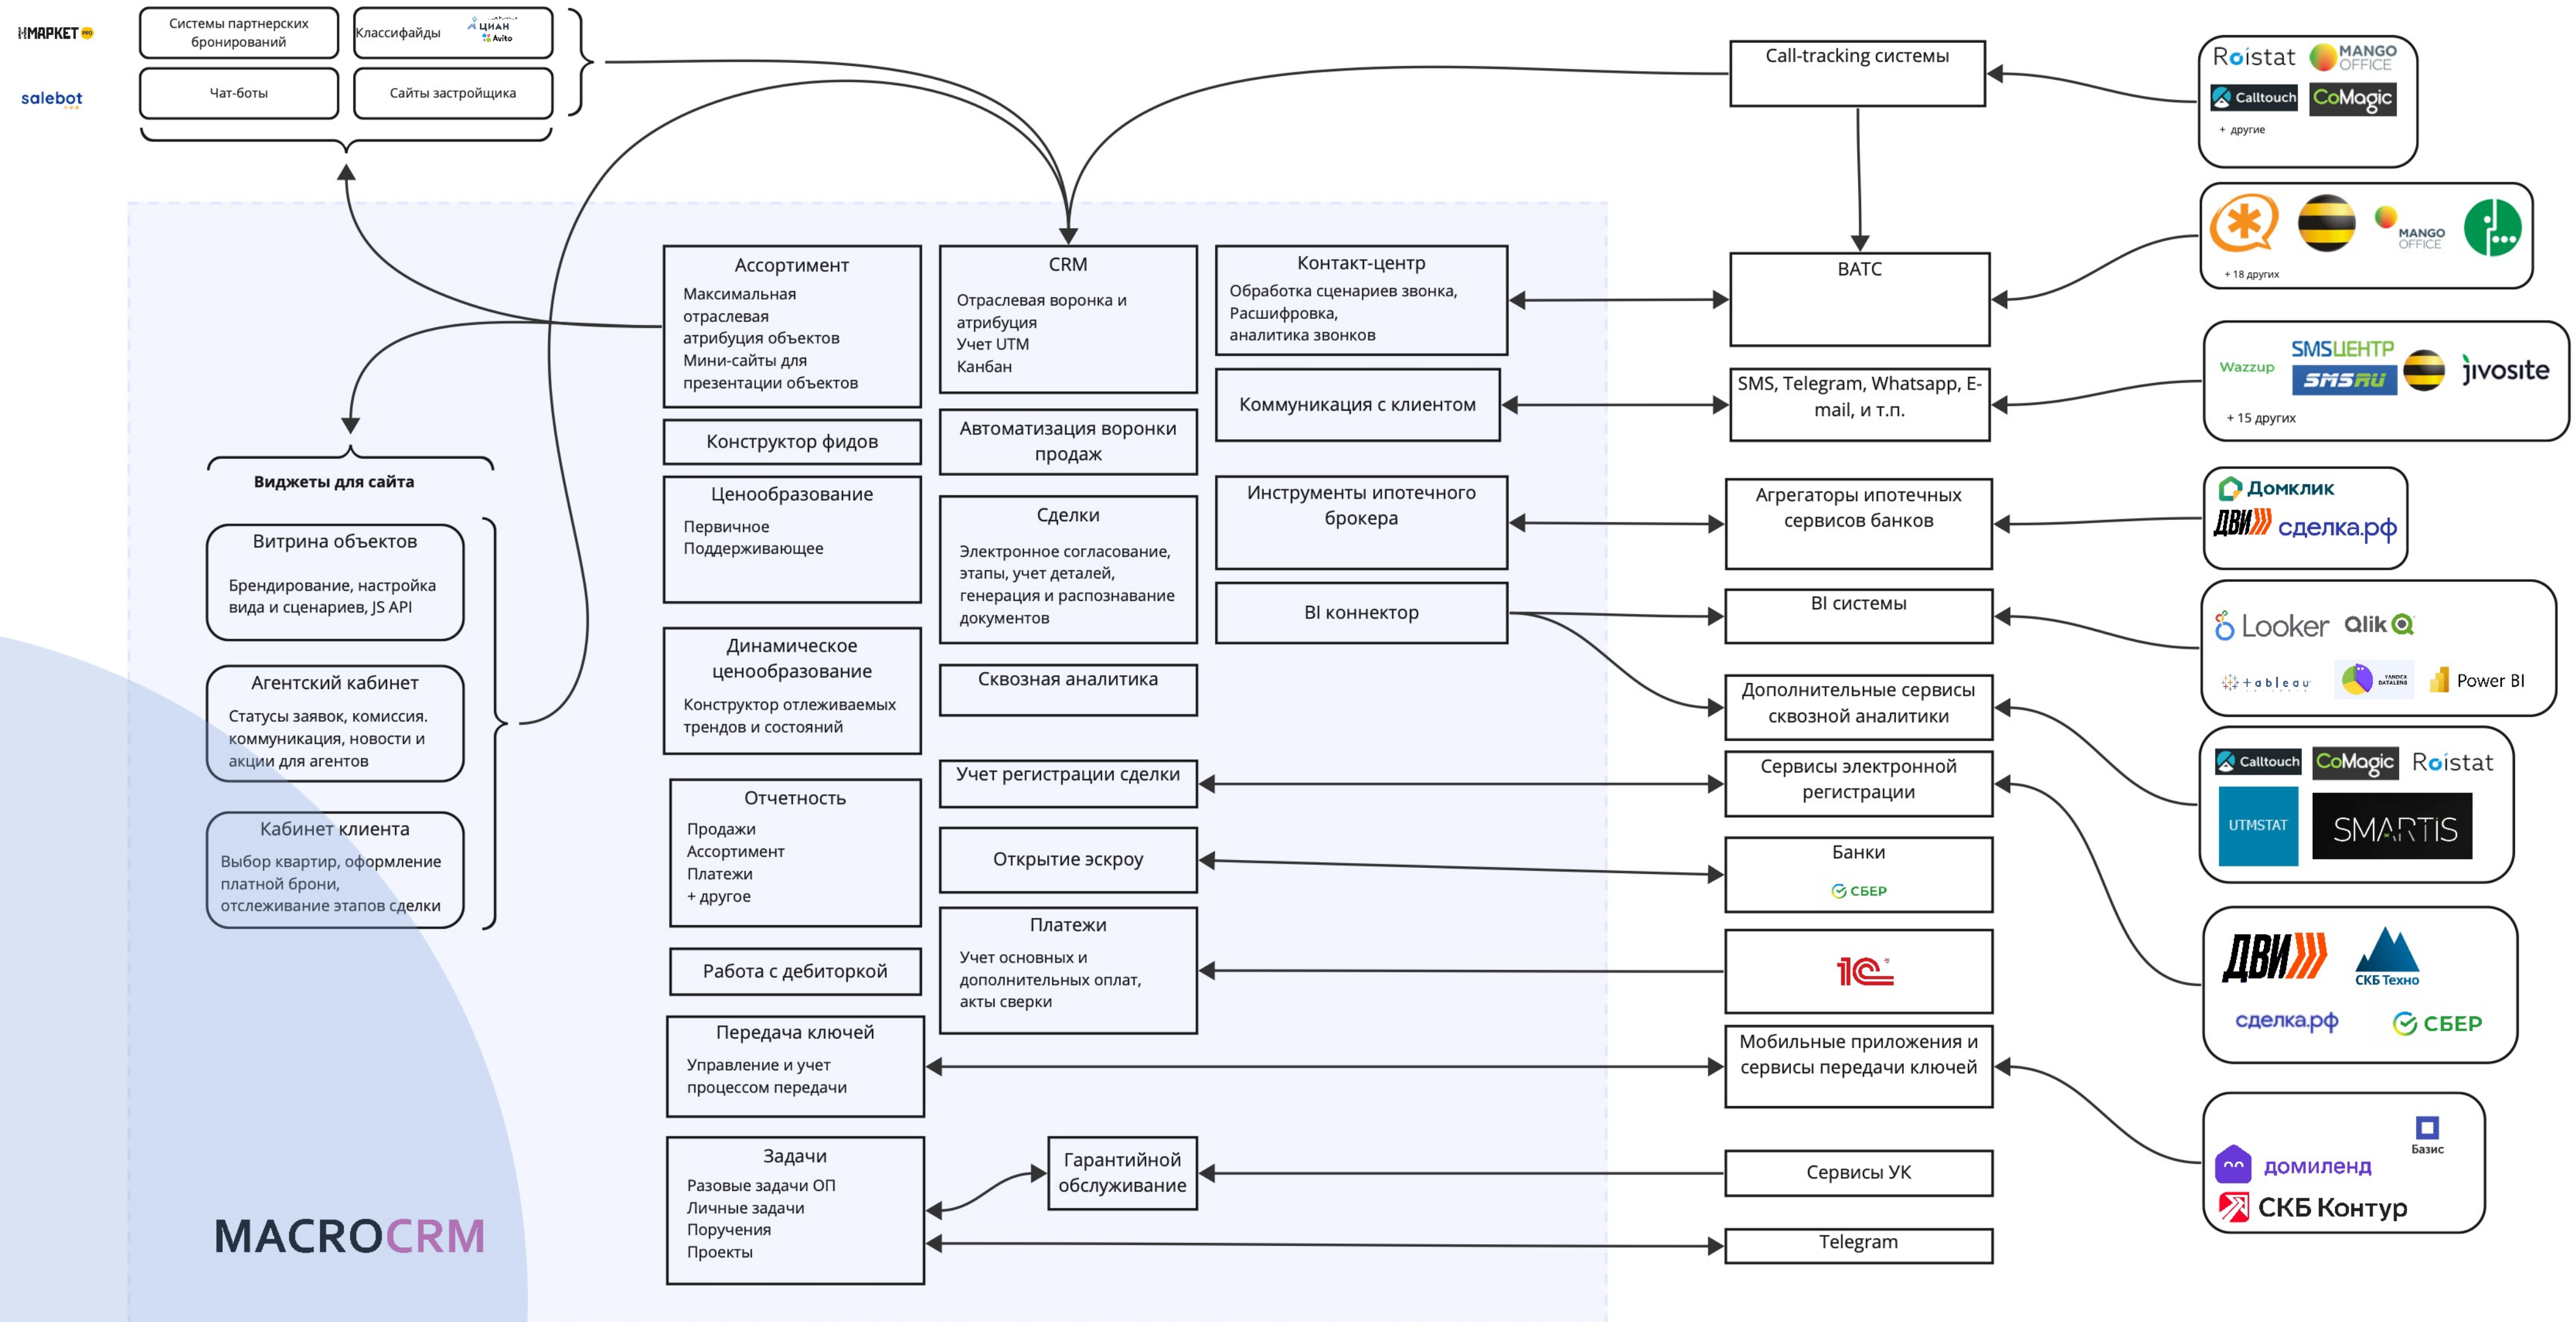 НМАРКЕТ PRO
salebot
Системы партнерских
бронирований
Классифайды
ЦИАН
Avito
Чат-боты
Сайты застройщика
Виджеты для сайта
Витрина объектов
Брендирование, настройка
вида и сценариев, JS API
Агентский кабинет
Статусы заявок, комиссия.
коммуникация, новости и
акции для агентов
Кабинет клиента
Выбор квартир, оформление
платной брони,
отслеживание этапов сделки
MACROCRM
Ассортимент
Максимальная
отраслевая
атрибуция объектов
Мини-сайты для
презентации объектов
Конструктор фидов
Ценообразование
Первичное
Поддерживающее
Динамическое
ценообразование
Конструктор отлеживаемых
трендов и состояний
Отчетность
Продажи
Ассортимент
Платежи
+ другое
Работа с дебиторкой
Передача ключей
Управление и учет
процессом передачи
Задачи
Разовые задачи ОП
Личные задачи
Поручения
Проекты
CRM
Отраслевая воронка и
атрибуция
Учет UTM
Канбан
Автоматизация воронки
продаж
Сделки
Электронное согласование,
этапы, учет деталей,
генерация и распознавание
документов
Сквозная аналитика
Учет регистрации сделки
Открытие эскроу
Платежи
Учет основных и
дополнительных оплат,
акты сверки
Гарантийной
обслуживание
Контакт-центр
Обработка сценариев звонка,
Расшифровка,
аналитика звонков
Коммуникация с клиентом
Инструменты ипотечного
брокера
BI коннектор
Call-tracking системы
ВАТС
SMS, Telegram, Whatsapp, E-
mail, и т.п.
Агрегаторы ипотечных
сервисов банков
BI системы
Дополнительные сервисы
сквозной аналитики
Сервисы электронной
регистрации
Банки
СБЕР
1С
Мобильные приложения и
сервисы передачи ключей
Сервисы УК
Telegram
Roistat
MANGO
OFFICE
Calltouch
CoMagic
+ другие
MANGO
OFFICE
+ 18 других
Wazzup
SMSЦЕНТР
SMSRU
jivosite
+ 15 других
Домклик
ДВИ
сделка.рф
Looker
Qlik
+ableau
YANDEX
DATALENS
Power BI
Calltouch
CoMagic
Roistat
UTMSTAT
SMARTIS
ДВИ
СКБ Техно
сделка.рф
СБЕР
Базис
домиленд
СКБ Контур